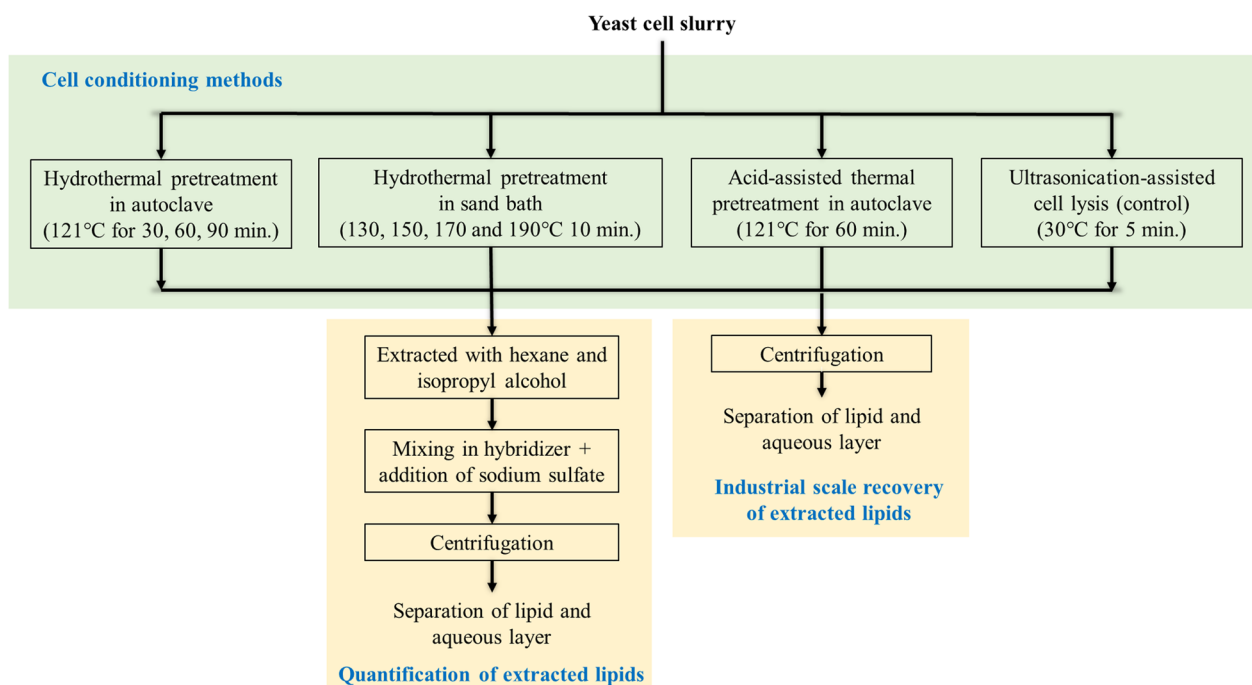 Yeast cell slurry
Cell conditioning methods
Hydrothermal pretreatment
in autoclave
(121°C for 30, 60, 90 min.)
Hydrothermal pretreatment
in sand bath
(130, 150, 170 and 190°C 10 min.)
Acid-assisted thermal
pretreatment in autoclave
(121°C for 60 min.)
Ultrasonication-assisted
cell lysis (control)
(30°C for 5 min.)
Extracted with hexane and
isopropyl alcohol
Mixing in hybridizer +
addition of sodium sulfate
Centrifugation
Separation of lipid and
aqueous layer
Quantification of extracted lipids
Centrifugation
Separation of lipid and
aqueous layer
Industrial scale recovery
of extracted lipids